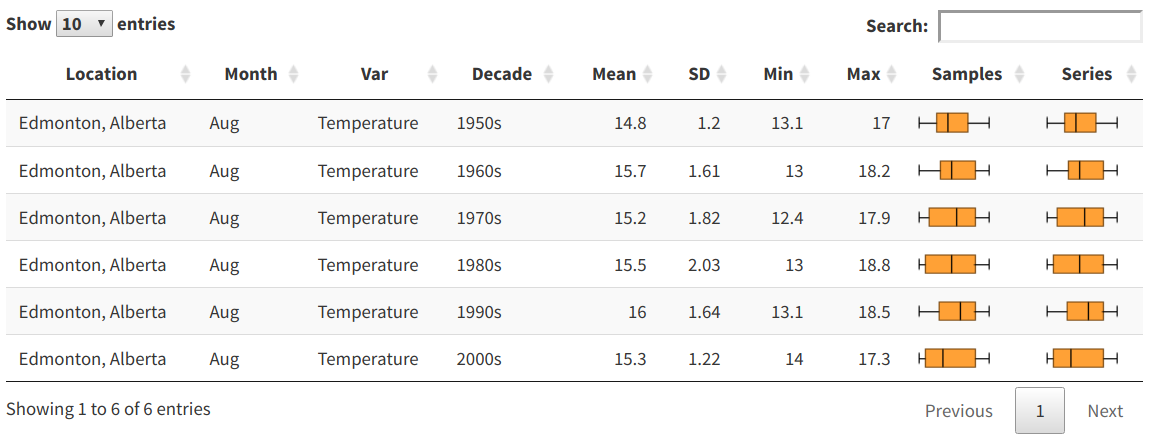 Show 10 entries Search:
Location Month Var Decade Mean SD Min Max Samples Series
Edmonton, Alberta Aug Temperature 1950s 14.8 1.2 13.1 17
Edmonton, Alberta Aug Temperature 1960s 15.7 1.61 13 18.2
Edmonton, Alberta Aug Temperature 1970s 15.2 1.82 12.4 17.9
Edmonton, Alberta Aug Temperature 1980s 15.5 2.03 13 18.8
Edmonton, Alberta Aug Temperature 1990s 16 1.64 13.1 18.5
Edmonton, Alberta Aug Temperature 2000s 15.3 1.22 14 17.3
Showing 1 to 6 of 6 entries Previous 1 Next